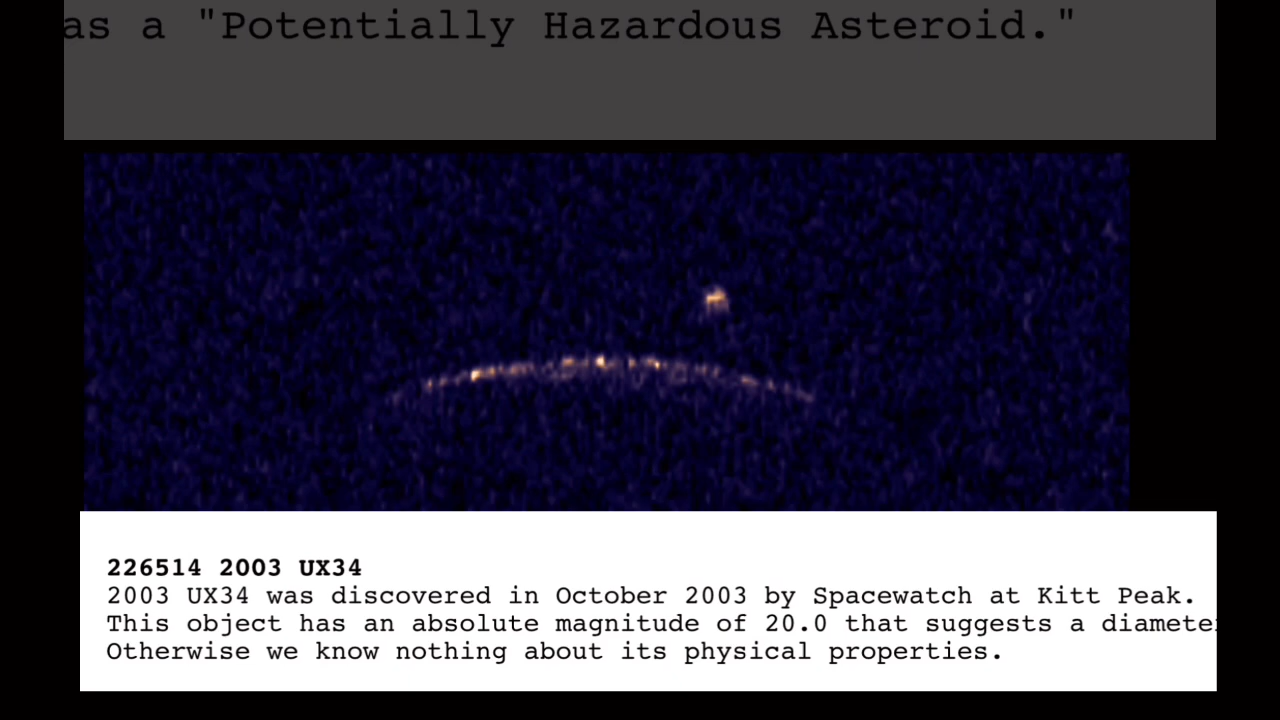 as a "Potentially Hazardous Asteroid."
226514 2003 UX34
2003 UX34 was discovered in October 2003 by Spacewatch at Kitt Peak.
This object has an absolute magnitude of 20.0 that suggests a
Otherwise we know nothing about its physical properties.